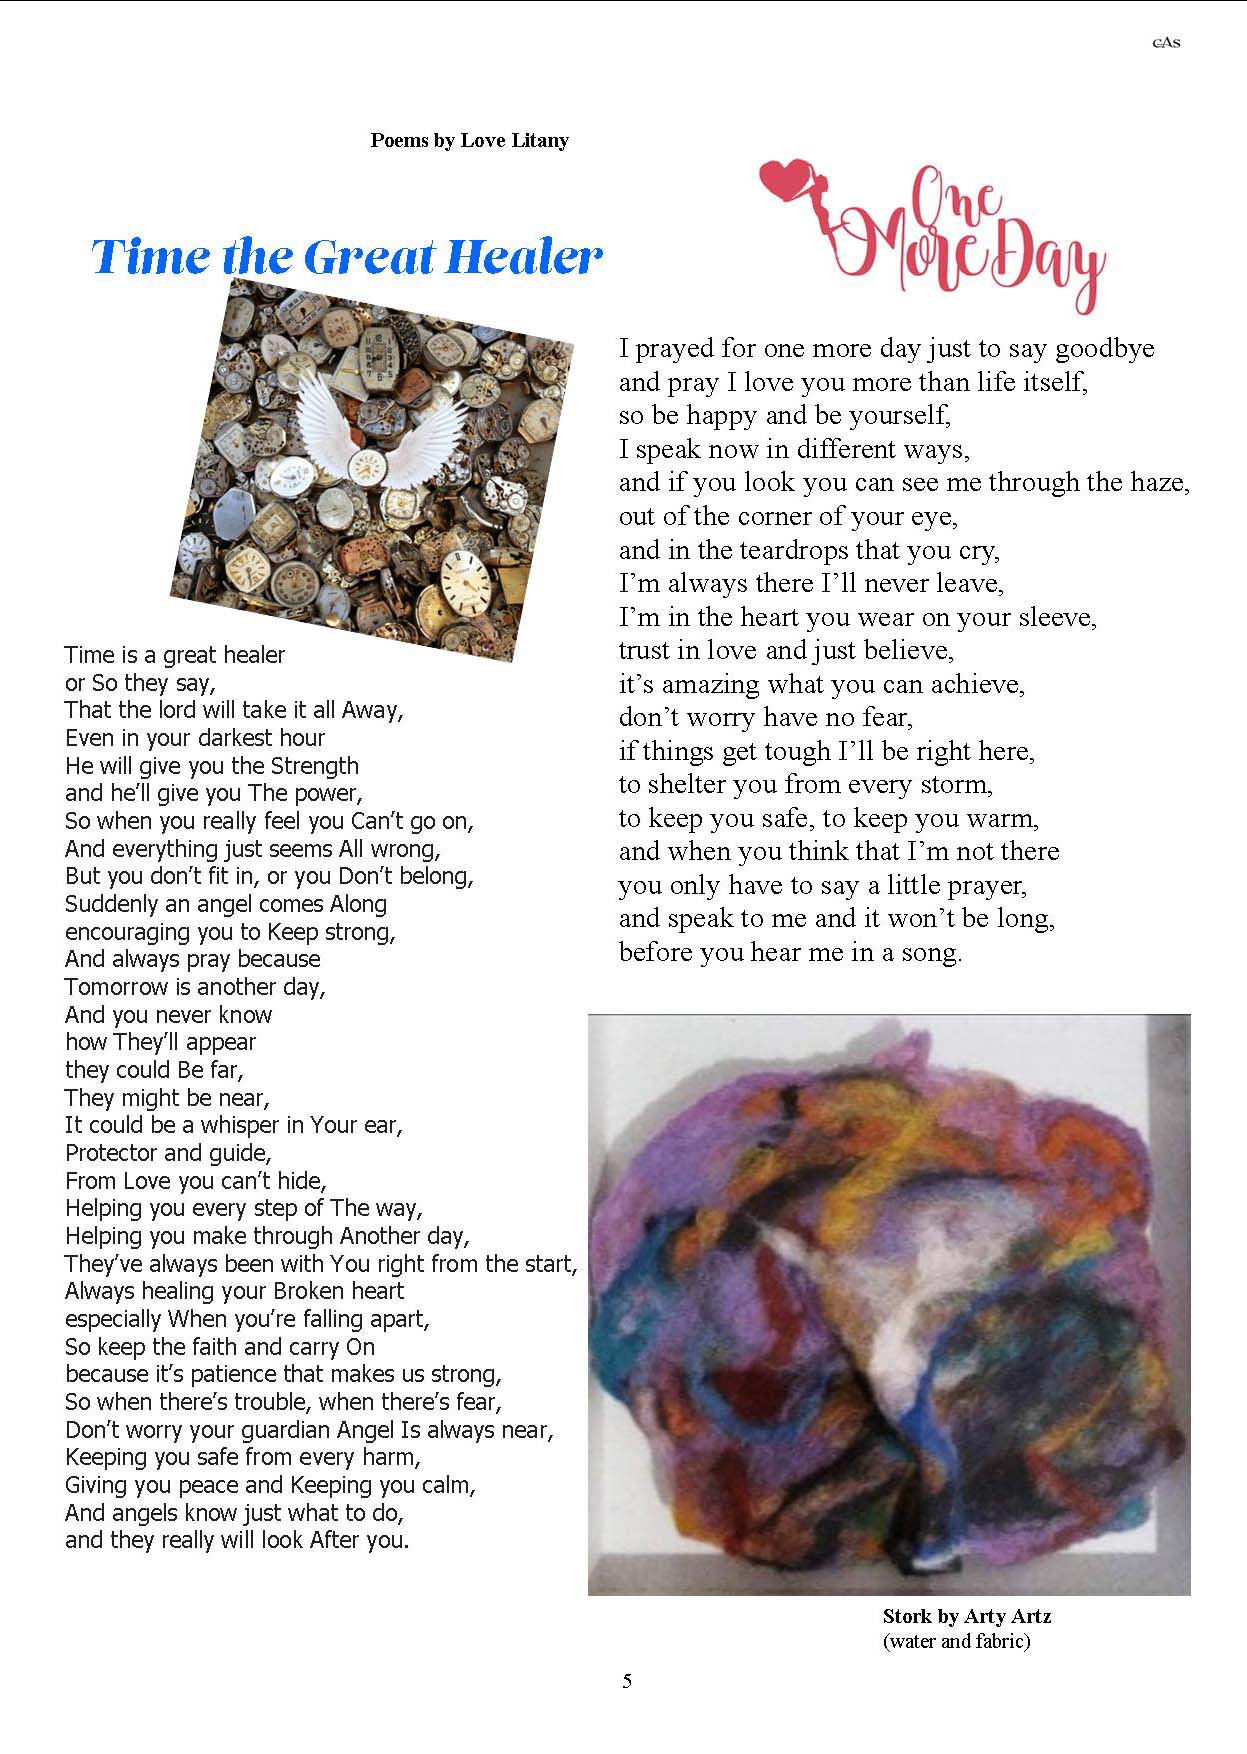 cAs
Poems by Love Litany
Time the Great Healer
Time is a great healer
or So they say,
That the lord will take it all Away,
Even in your darkest hour
He will give you the Strength
and he’ll give you The power,
So when you really feel you Can’t go on,
And everything just seems All wrong,
But you don’t fit in, or you Don’t belong,
Suddenly an angel comes Along
encouraging you to Keep strong,
And always pray because
Tomorrow is another day,
And you never know
how They’ll appear
they could Be far,
They might be near,
It could be a whisper in Your ear,
Protector and guide,
From Love you can’t hide,
Helping you every step of The way,
Helping you make through Another day,
They’ve always been with You right from the start,
Always healing your Broken heart
especially When you’re falling apart,
So keep the faith and carry On
because it’s patience that makes us strong,
So when there’s trouble, when there’s fear,
Don’t worry your guardian Angel Is always near,
Keeping you safe from every harm,
Giving you peace and Keeping you calm,
And angels know just what to do,
and they really will look After you.
One
More Day
I prayed for one more day just to say goodbye
and pray I love you more than life itself,
so be happy and be yourself,
I speak now in different ways,
and if you look you can see me through the haze,
out of the corner of your eye,
and in the teardrops that you cry,
I’m always there I’ll never leave,
I’m in the heart you wear on your sleeve,
trust in love and just believe,
it’s amazing what you can achieve,
don’t worry have no fear,
if things get tough I’ll be right here,
to shelter you from every storm,
to keep you safe, to keep you warm,
and when you think that I’m not there
you only have to say a little prayer,
and speak to me and it won’t be long,
before you hear me in a song.
Stork by Arty Artz
(water and fabric)
5